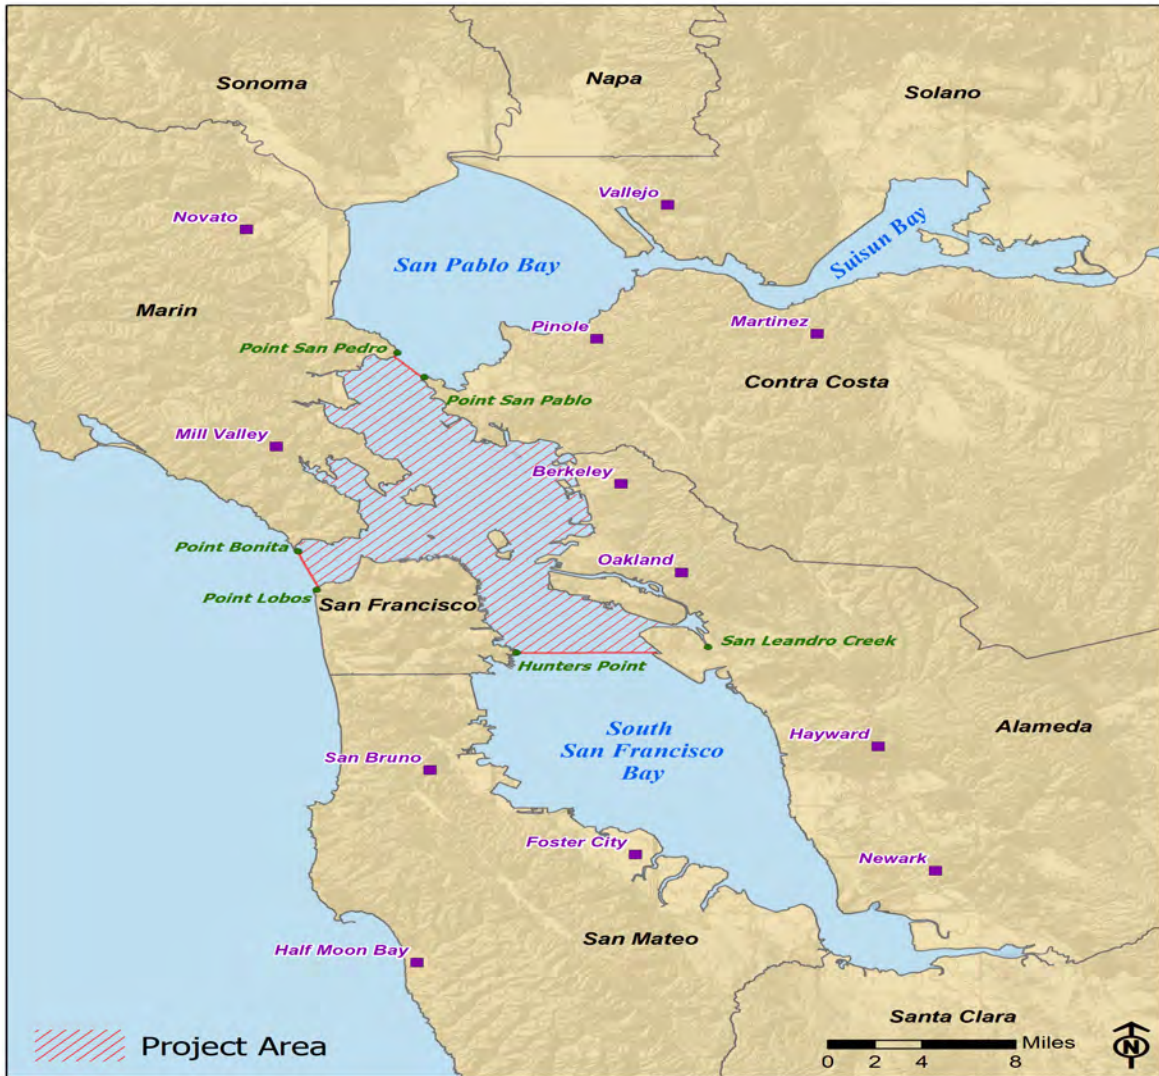 Napa
Sonoma
Solano
Vallejo
Novato
Suisun Bay
San Pablo Bay
Marin
Pinole
Martinez
Point San Pedro
Contra Costa
Point San Pablo
Mill Valley
Berkeley
Point Bonita
Oakland
Point Lobos
San Francisco
San Leandro Creek
Hunters Point
South
San Francisco
Bay
Alameda
Hayward
San Bruno
Foster City
Newark
San Mateo
Half Moon Bay
Santa Clara
Project Area
Miles
0 2 4 8
N